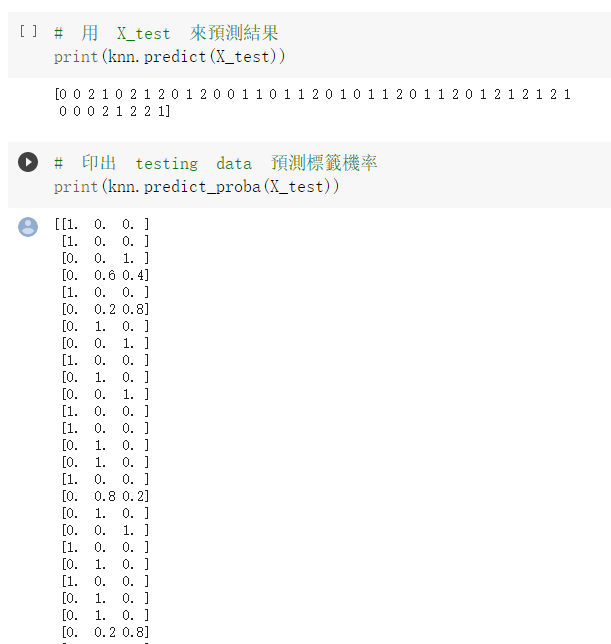 [ ] # 用 X_test 來預測結果
print(knn.predict(X_test))
[0 0 2 1 0 2 1 2 0 1 2 0 0 1 1 0 1 1 2 0 1 0 1 1 2 0 1 1 2 0 1 2 1 2 1 2 1
0 0 0 2 1 2 2 1]
# 印出 testing data 預測標籤機率
print(knn.predict_proba(X_test))
[[1. 0. 0. ]
[1. 0. 0. ]
[0. 0. 1. ]
[0. 0.6 0.4]
[1. 0. 0. ]
[0. 0.2 0.8]
[0. 1. 0. ]
[0. 0. 1. ]
[1. 0. 0. ]
[0. 1. 0. ]
[0. 0. 1. ]
[1. 0. 0. ]
[1. 0. 0. ]
[0. 1. 0. ]
[0. 1. 0. ]
[1. 0. 0. ]
[0. 0.8 0.2]
[0. 1. 0. ]
[0. 0. 1. ]
[1. 0. 0. ]
[0. 1. 0. ]
[1. 0. 0. ]
[0. 1. 0. ]
[0. 1. 0. ]
[0. 0.2 0.8]